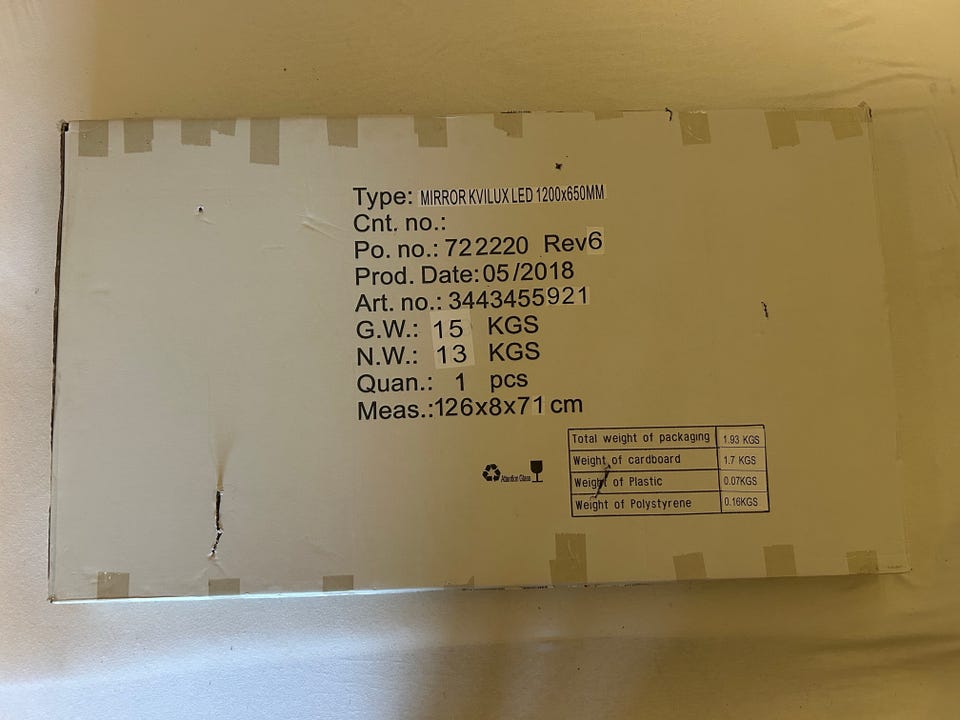 Type: MIRROR KVILUX LED 1200x650MM
Cnt. no.:
Po. no.: 722220 Rev6
Prod. Date: 05/2018
Art. no.: 3443455921
G.W.: 15 KGS
N.W.: 13 KGS
Quan.: 1 pcs
Meas.:126x8x71 cm
Attention Glass
Total weight of packaging 1.93 KGS
Weight of cardboard 1.7 KGS
Weight of Plastic 0.07KGS
Weight of Polystyrene 0.16KGS